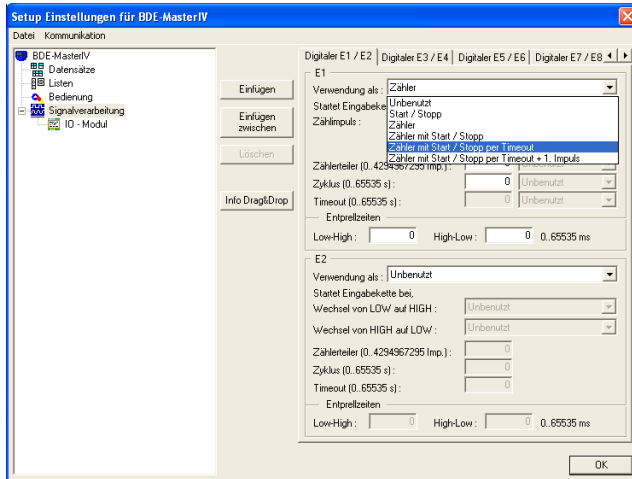 Setup Einstellungen für BDE-MasterIV
Datei Kommunikation
BDE-MasterIV
Datensätze
Listen
Bedienung
Signalverarbeitung
IO - Modul
Einfügen
Einfügen zwischen
Löschen
Info Drag&Drop
Digitaler E1 / E2 Digitaler E3 / E4 Digitaler E5 / E6 Digitaler E7 / E8
E1
Verwendung als : Zähler
Startet Eingabeke
Zählimpuls :
Unbenutzt
Start / Stopp
Zähler
Zähler mit Start / Stopp
Zähler mit Start / Stopp per Timeout
Zähler mit Start / Stopp per Timeout + 1. Impuls
Zählerteiler (0..4294967295 Imp.) :
Zyklus (0..65535 s) : 0 Unbenutzt
Timeout (0..65535 s) : 0 Unbenutzt
Entprellzeiten
Low-High : 0 High-Low : 0 0..65535 ms
E2
Verwendung als : Unbenutzt
Startet Eingabekette bei,
Wechsel von LOW auf HIGH : Unbenutzt
Wechsel von HIGH auf LOW : Unbenutzt
Zählerteiler (0..4294967295 Imp.) : 0
Zyklus (0..65535 s) : 0
Timeout (0..65535 s) : 0
Entprellzeiten
Low-High : 0 High-Low : 0 0..65535 ms
OK